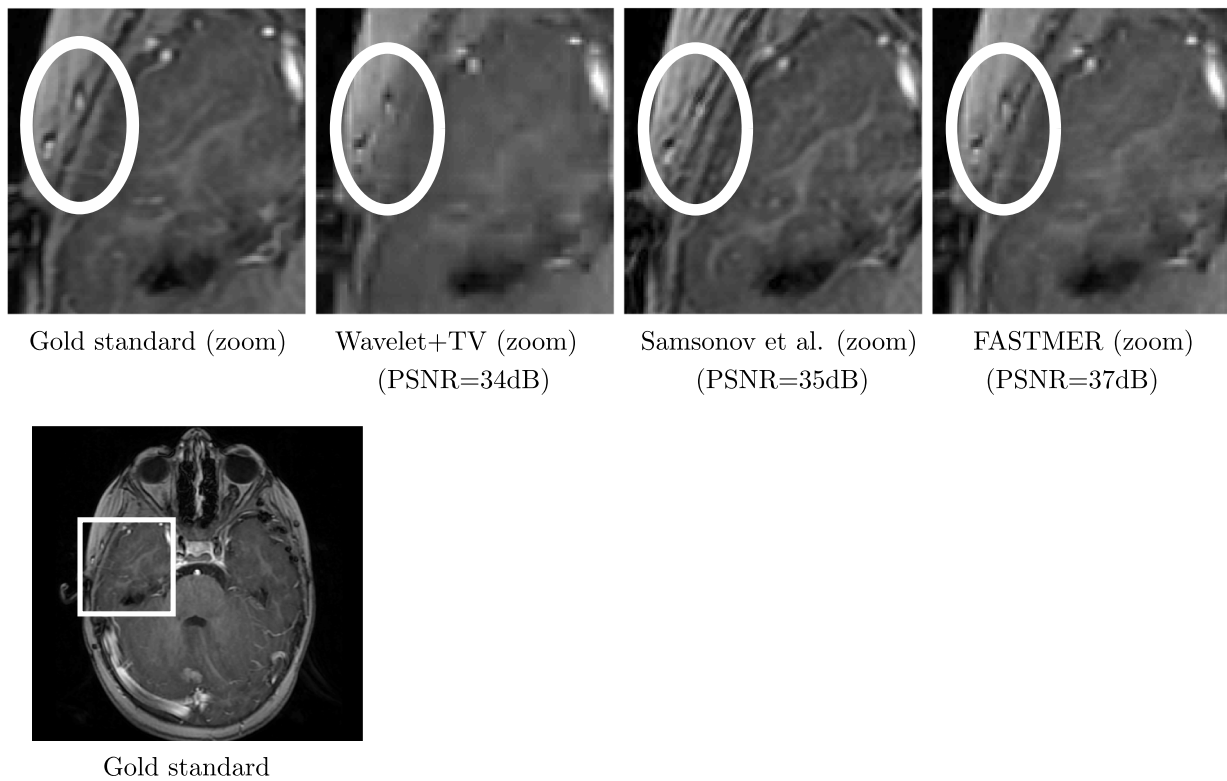 Gold standard (zoom)
Wavelet+TV (zoom)
(PSNR=34dB)
Samsonov et al. (zoom)
(PSNR=35dB)
FASTMER (zoom)
(PSNR=37dB)
Gold standard